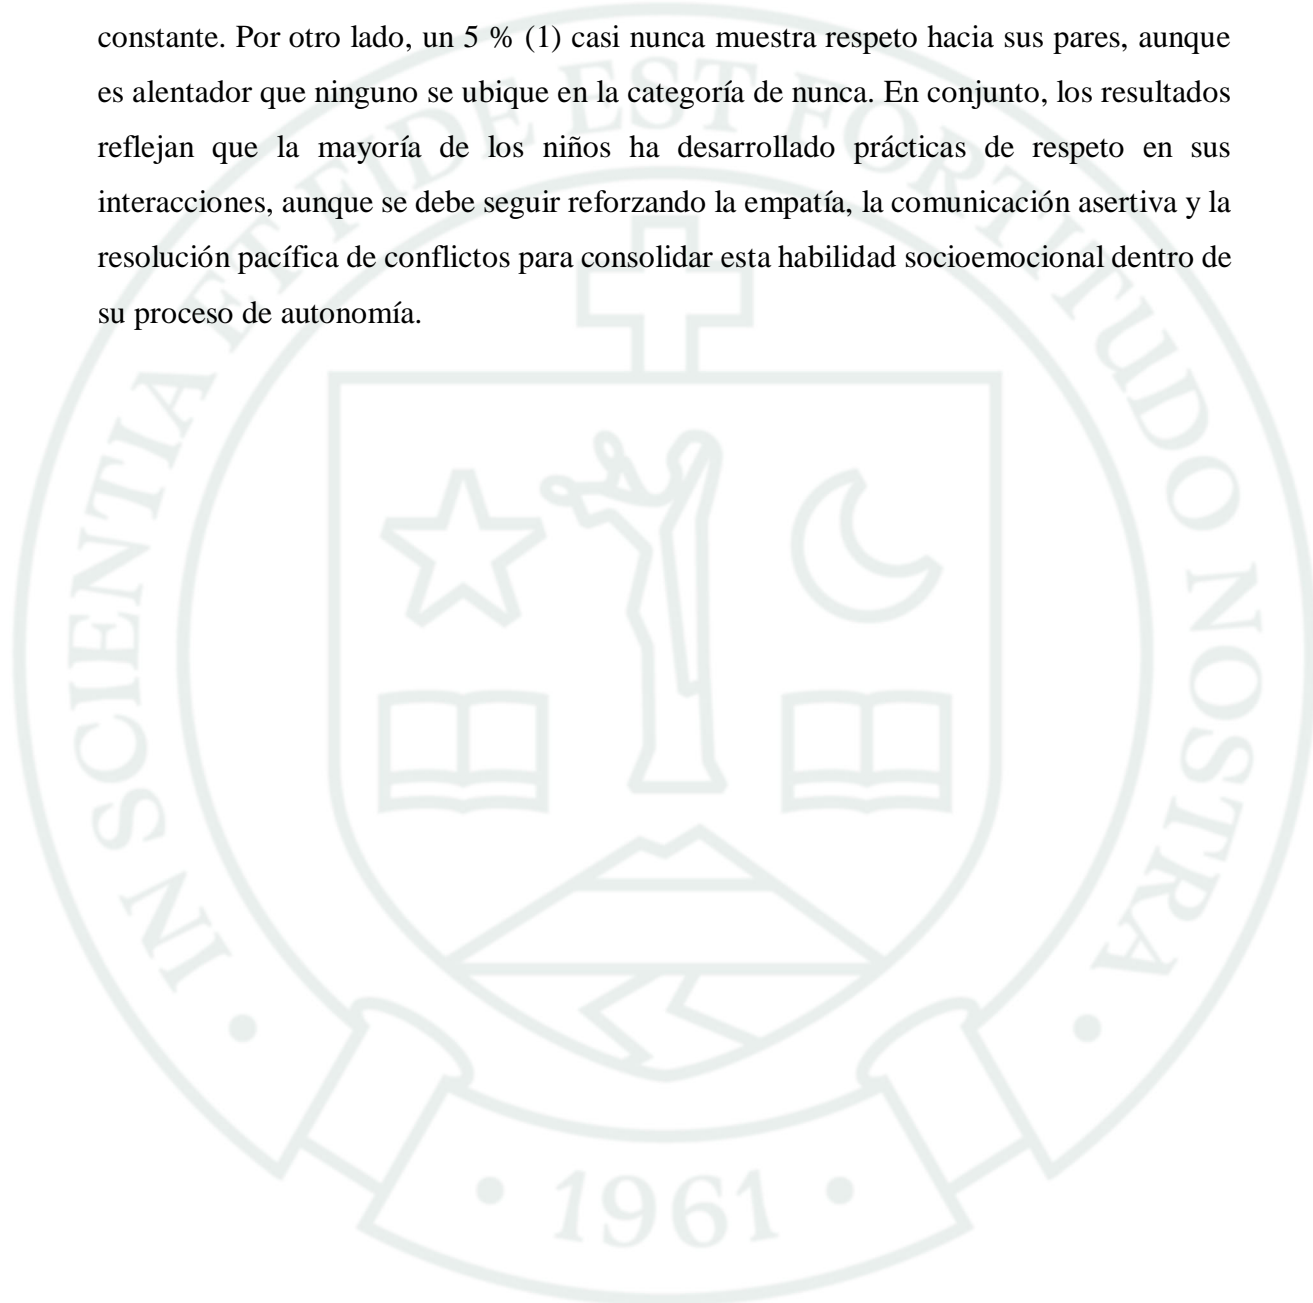 constante. Por otro lado, un 5 % (1) casi nunca muestra respeto hacia sus pares, aunque
es alentador que ninguno se ubique en la categoría de nunca. En conjunto, los resultados
reflejan que la mayoría de los niños ha desarrollado prácticas de respeto en sus
interacciones, aunque se debe seguir reforzando la empatía, la comunicación asertiva y la
resolución pacífica de conflictos para consolidar esta habilidad socioemocional dentro de
su proceso de autonomía.
IN SCIENTIA ET FIDE EST FORTITUDO NOSTRA
• 1961 •